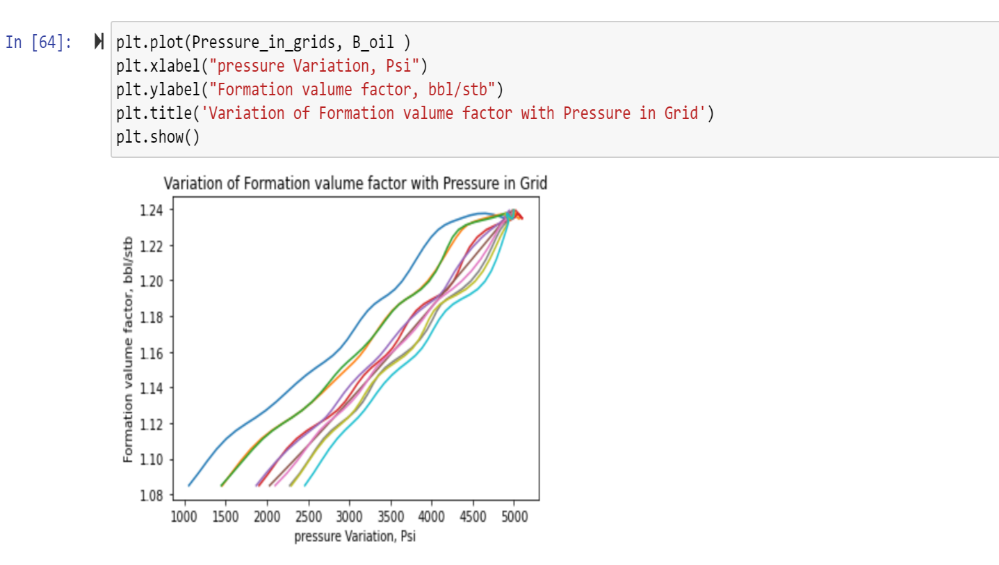 In [64]:
plt.plot(Pressure_in_grids, B_oil )
plt.xlabel("pressure Variation, Psi")
plt.ylabel("Formation valume factor, bbl/stb")
plt.title('Variation of Formation valume factor with Pressure in Grid')
plt.show()
Variation of Formation valume factor with Pressure in Grid
Formation valume factor, bbl/stb
1.24
1.22
1.20
1.18
1.16
1.14
1.12
1.10
1.08
1000 1500 2000 2500 3000 3500 4000 4500 5000
pressure Variation, Psi